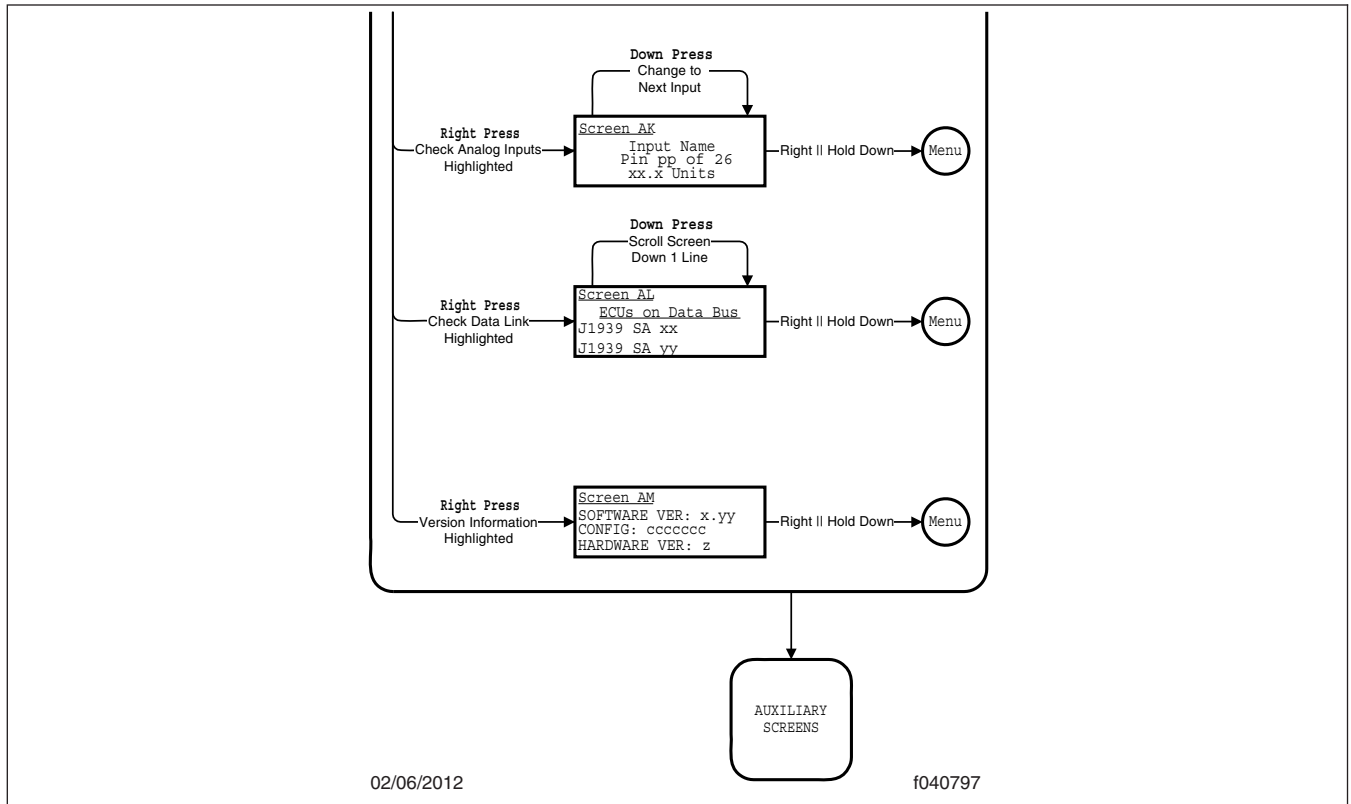 Down Press
Change to
Next Input
Right Press
Check Analog Inputs
Highlighted
Screen AK
Input Name
Pin pp of 26
xx.x Units
Right || Hold Down
Menu
Down Press
Scroll Screen
Down 1 Line
Right Press
Check Data Link
Highlighted
Screen AL
ECUs on Data Bus
J1939 SA xx
J1939 SA yy
Right || Hold Down
Menu
Right Press
Version Information
Highlighted
Screen AM
SOFTWARE VER: x.yy
CONFIG: ccccccc
HARDWARE VER: z
Right || Hold Down
Menu
AUXILIARY
SCREENS
02/06/2012
f040797